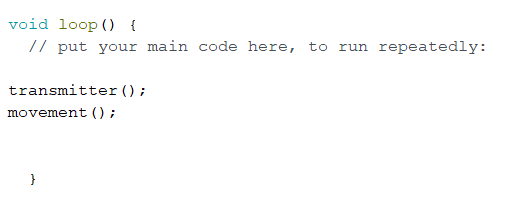 void loop() {
// put your main code here, to run repeatedly:
transmitter();
movement();
}